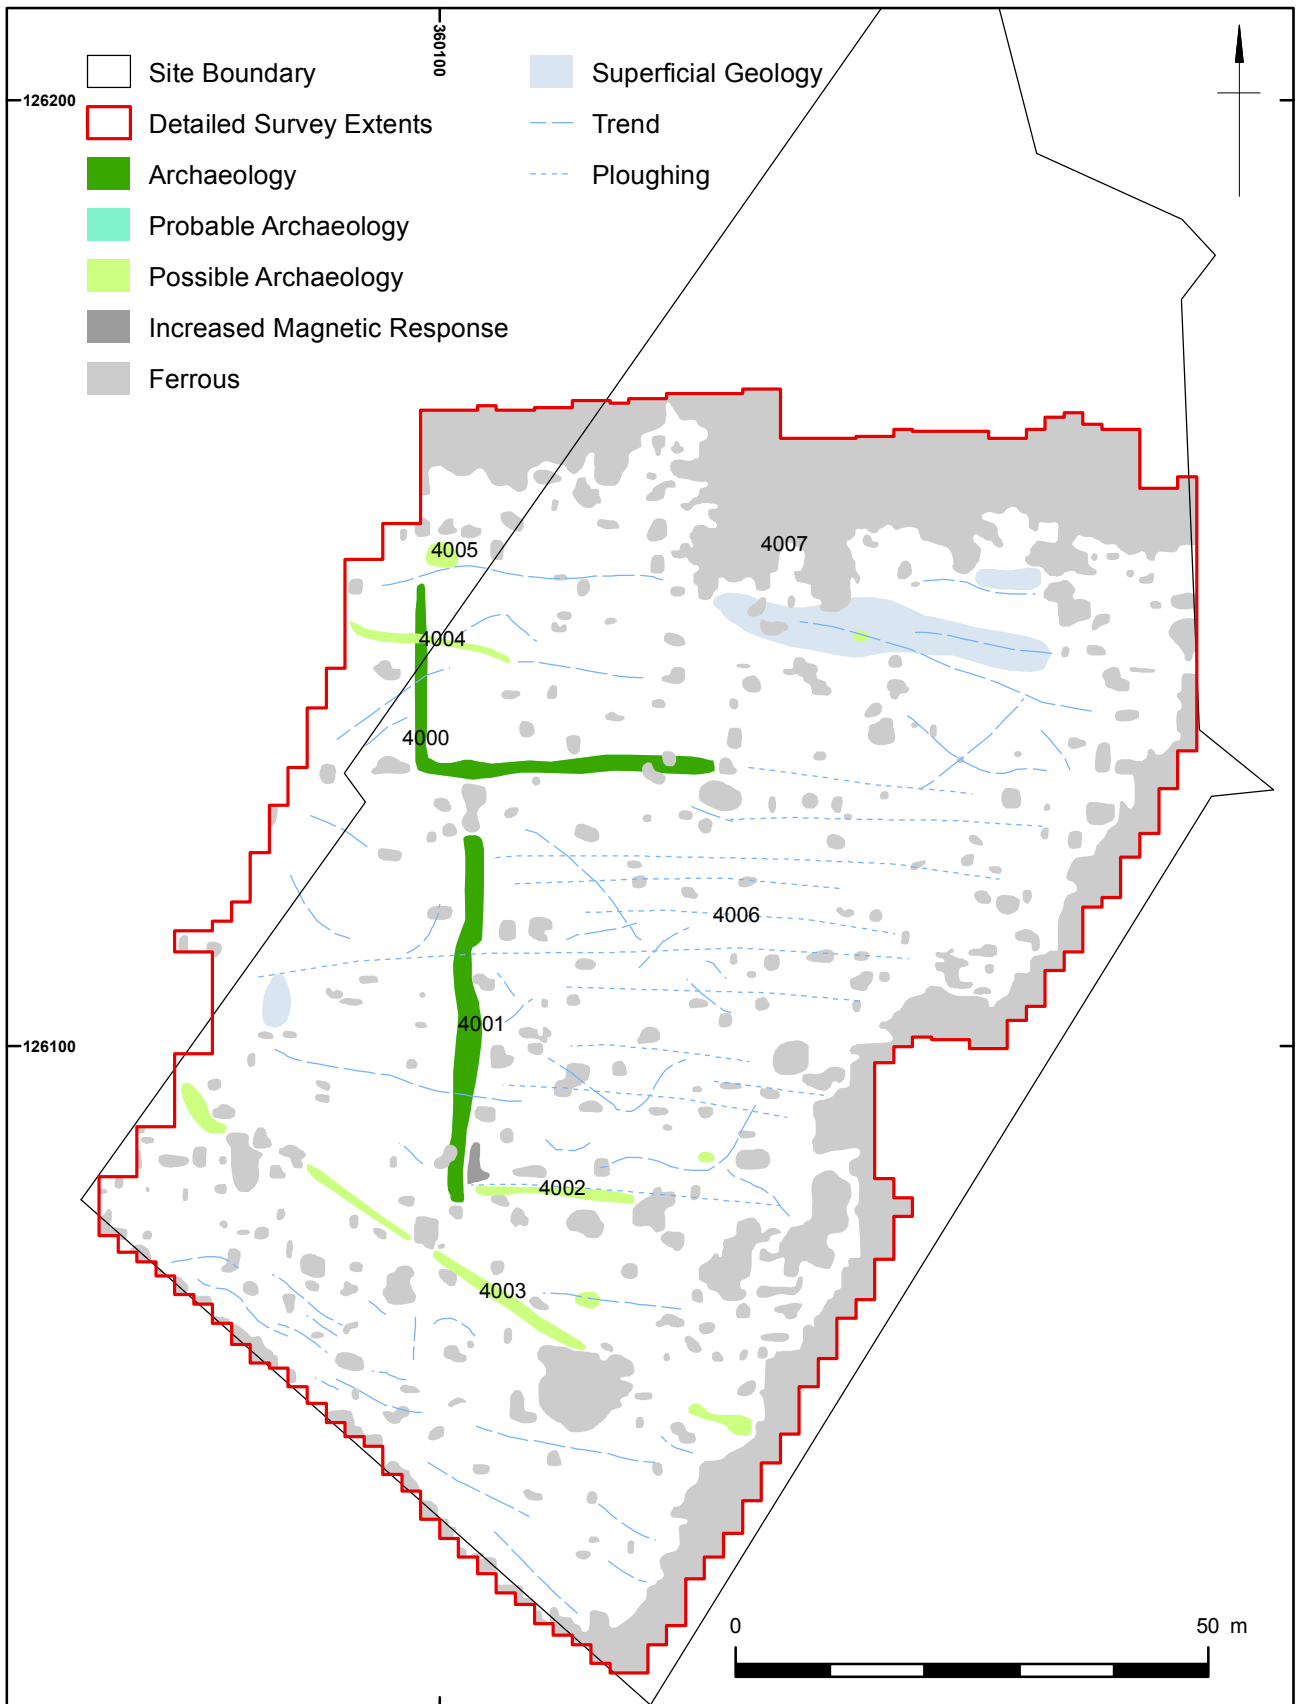 360100
126200
Site Boundary
Detailed Survey Extents
Archaeology
Probable Archaeology
Possible Archaeology
Increased Magnetic Response
Ferrous
Superficial Geology
Trend
Ploughing
4005
4007
4004
4000
4006
4001
126100
4002
4003
0 50 m